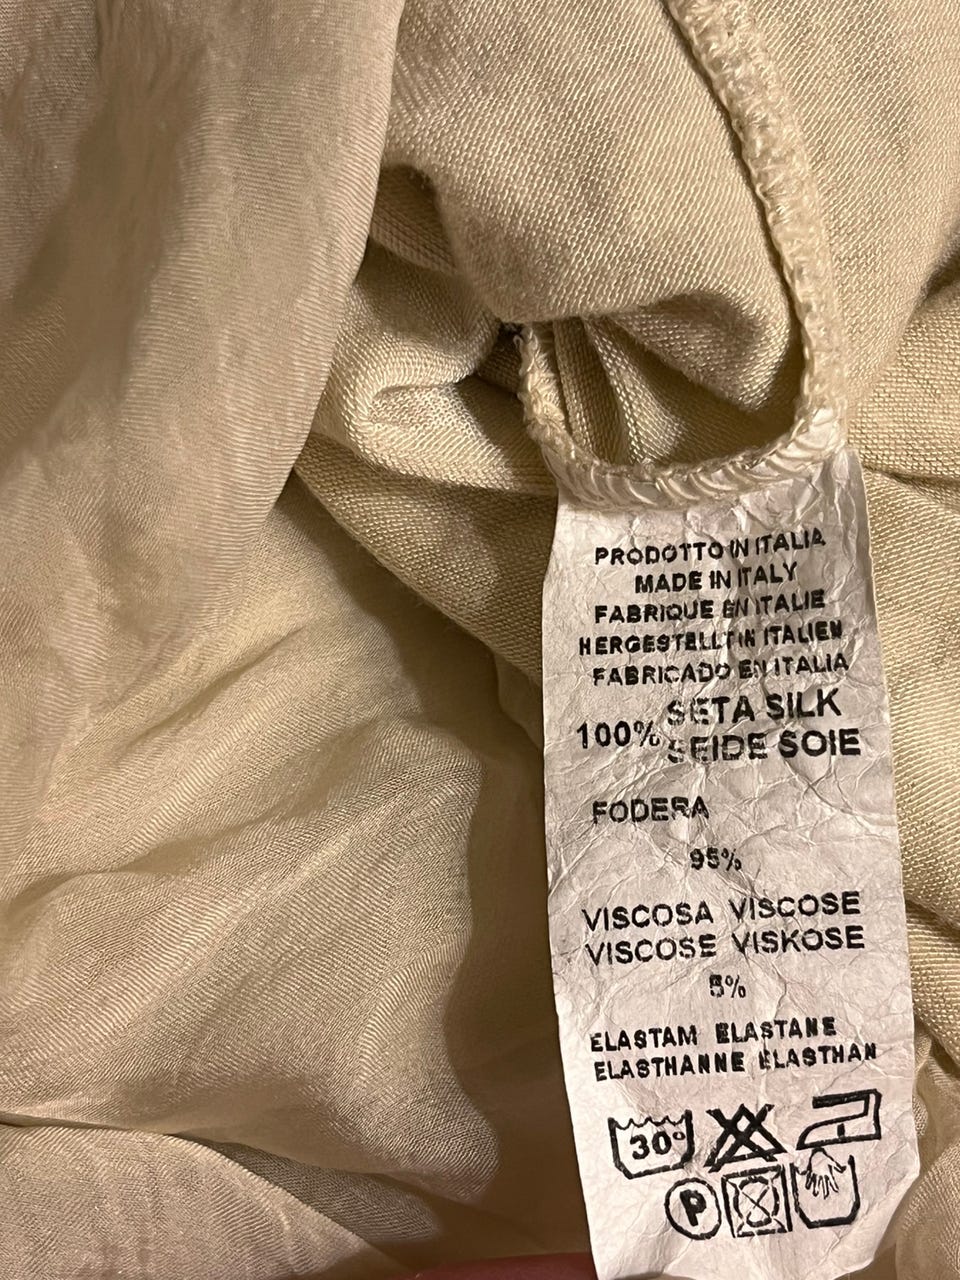 PRODOTTO IN ITALIA
MADE IN ITALY
FABRIQUE EN ITALIE
HERGESTELLT IN ITALIEN
FABRICADO EN ITALIA
100% SETA SILK
SEIDE SOIE
FODERA
95%
VISCOSA VISCOSE
VISCOSE VISKOSE
5%
ELASTAM ELASTANE
ELASTHANNE ELASTHAN
30°
P